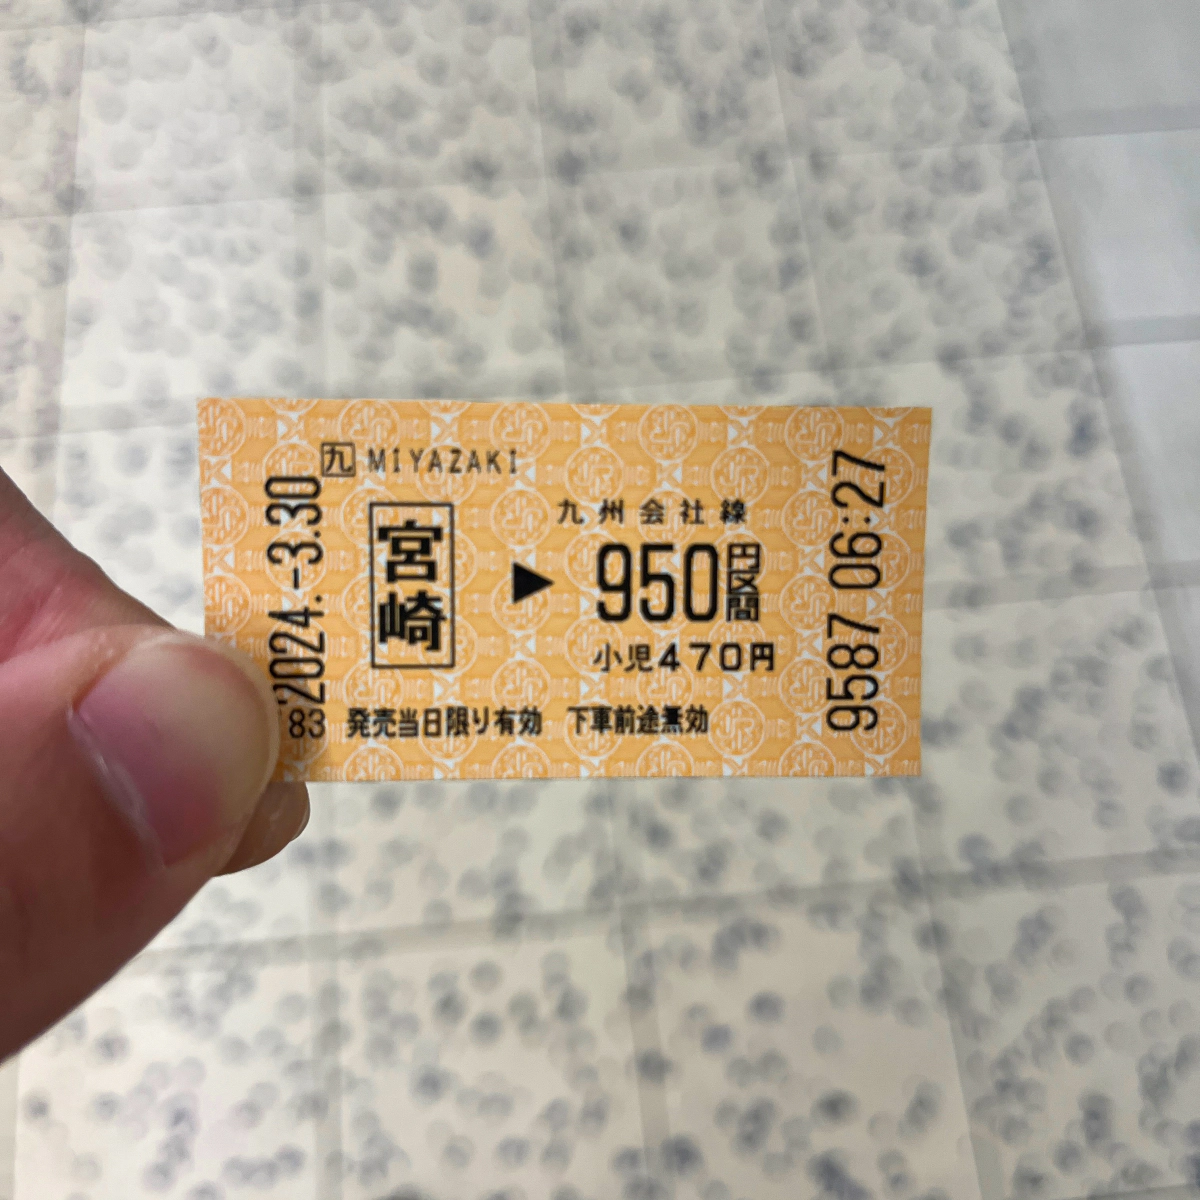 九 MIYAZAKI
2024.-3.30
九州会社線
宮崎 ▶ 950円区間
小児470円
83 発売当日限り有効 下車前途無効
9587 06:27